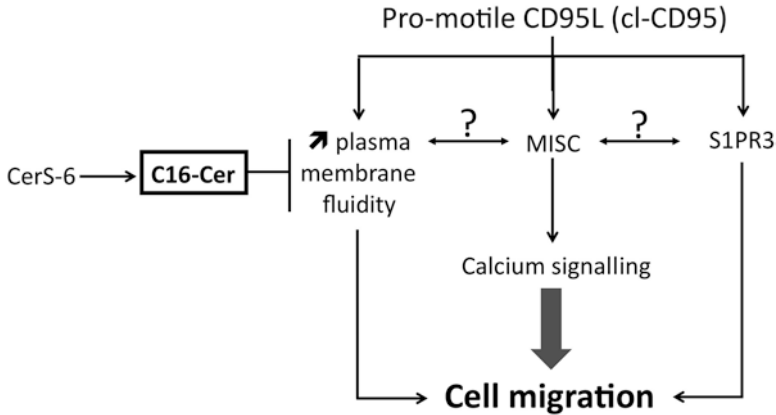 Pro-motile CD95L (cl-CD95)
? ?
plasma MISC S1PR3
CerS-6 C16-Cer membrane
fluidity
Calcium signalling
Cell migration